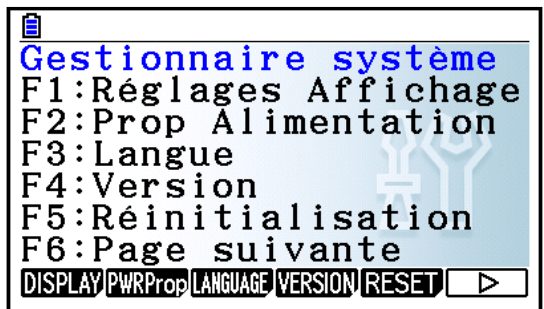 Gestionnaire système
F1:Réglages Affichage
F2:Prop Alimentation
F3:Langue
F4:Version
F5:Réinitialisation
F6:Page suivante
DISPLAY PWRProp LANGUAGE VERSION RESET ▷